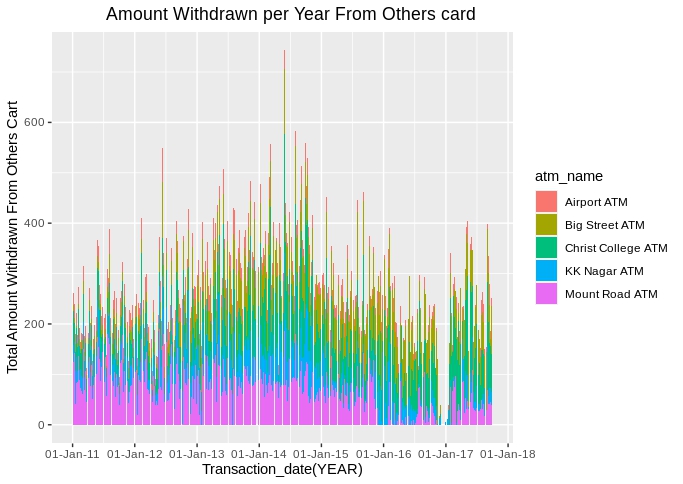 Amount Withdrawn per Year From Others card
Total Amount Withdrawn From Others Cart
600
400
200
0
01-Jan-11 01-Jan-12 01-Jan-13 01-Jan-14 01-Jan-15 01-Jan-16 01-Jan-17 01-Jan-18
Transaction_date(YEAR)
atm_name
Airport ATM
Big Street ATM
Christ College ATM
KK Nagar ATM
Mount Road ATM